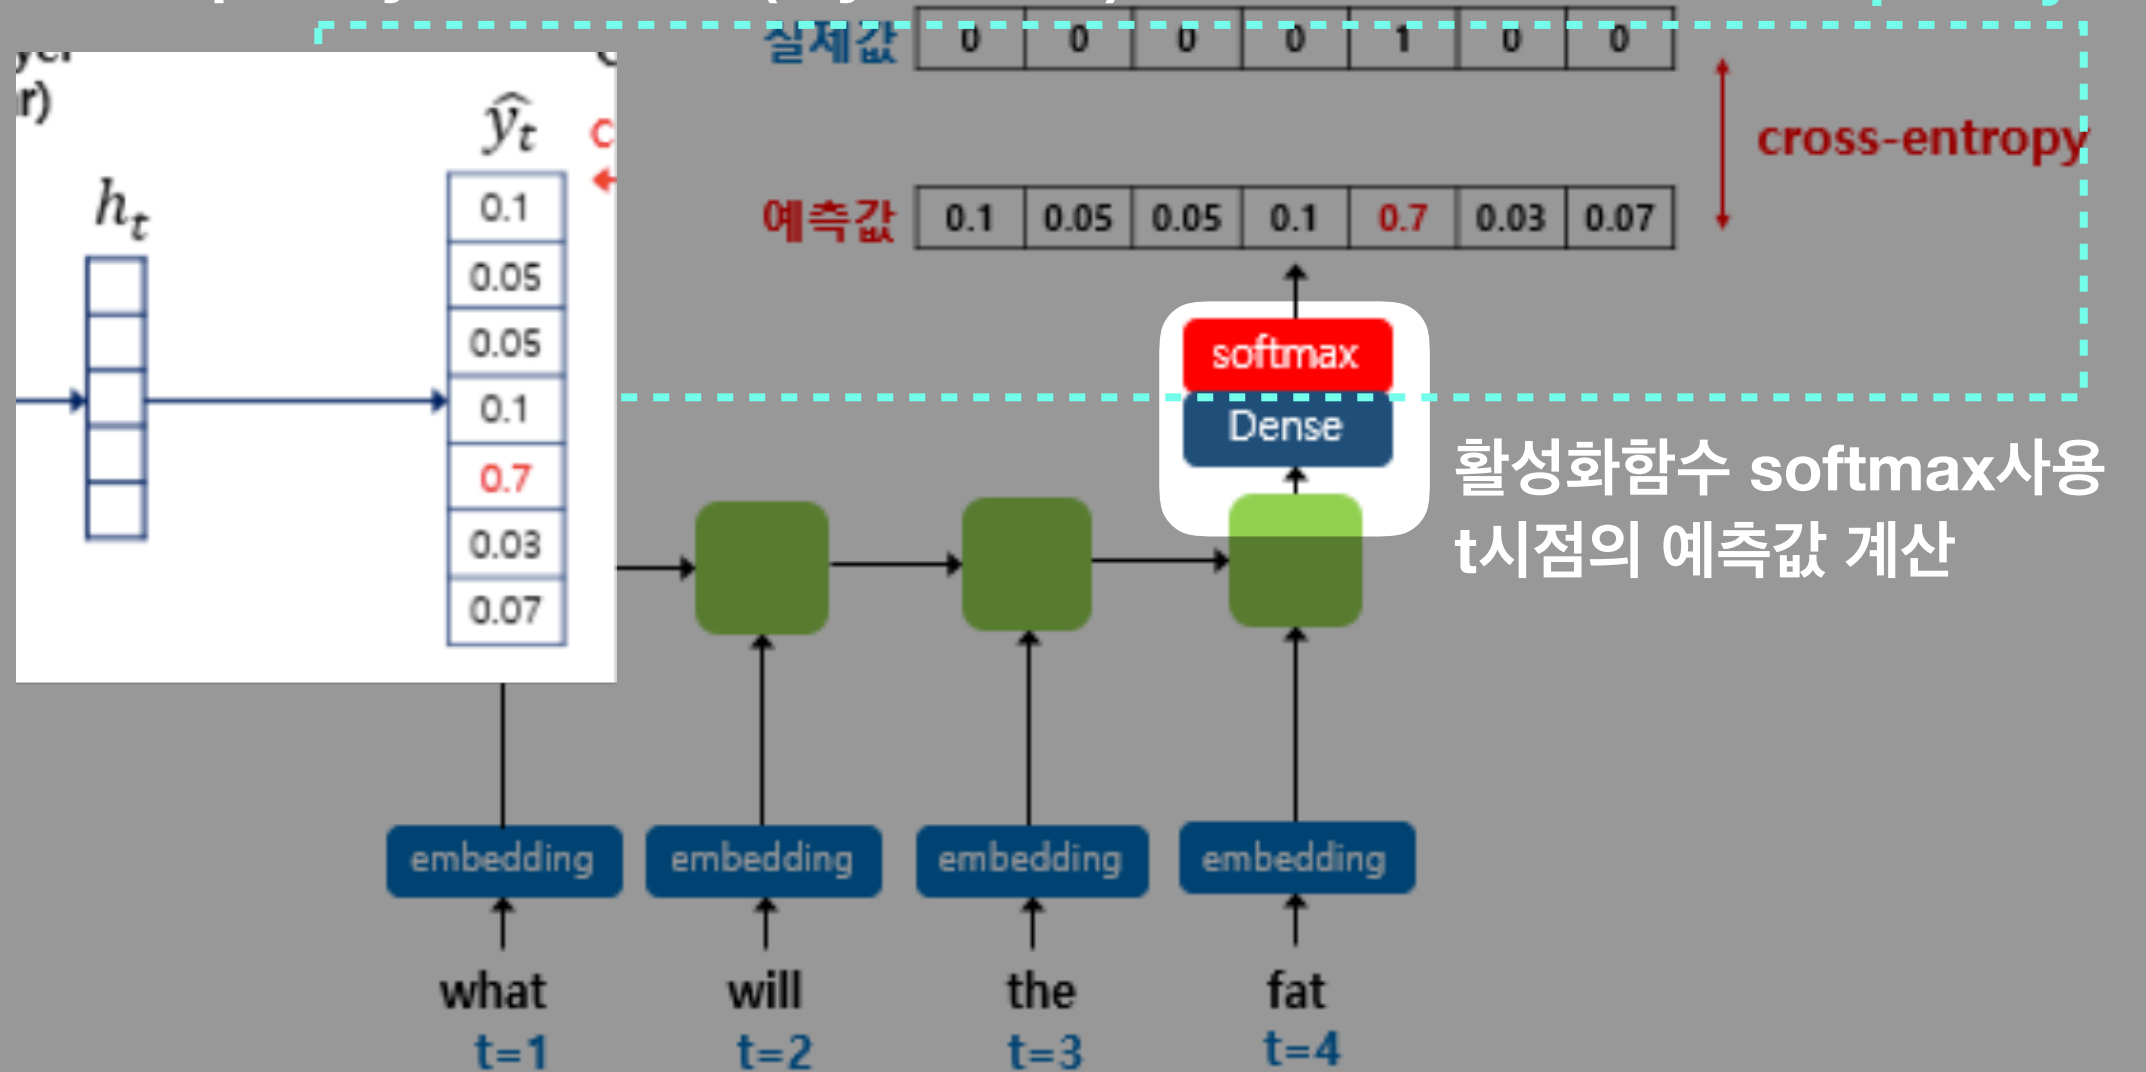 r)
실제값 0 0 0 0 1 0 0
cross-entropy
예측값 0.1 0.05 0.05 0.1 0.7 0.03 0.07
ŷt
ht
0.1
0.05
0.05
0.1
0.7
0.03
0.07
softmax
Dense
활성화함수 softmax사용
t시점의 예측값 계산
embedding embedding embedding embedding
what will the fat
t=1 t=2 t=3 t=4